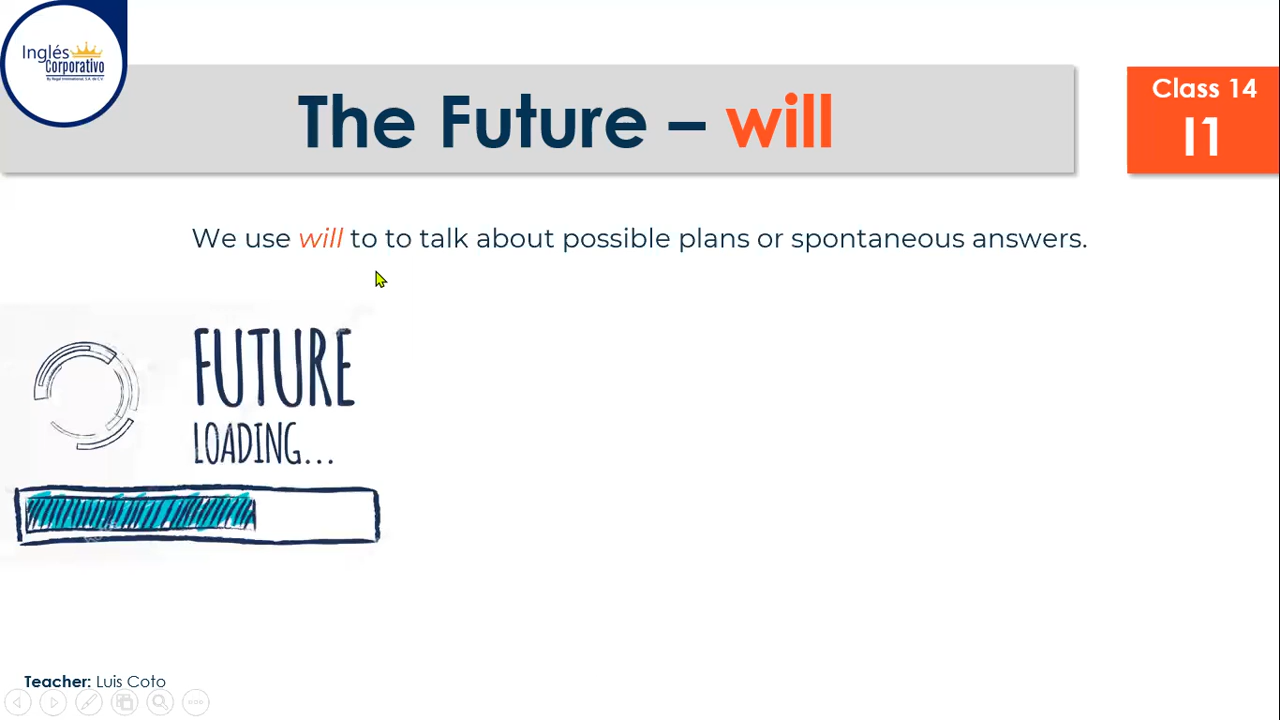 Inglés
Corporativo
The Future – will
Class 14
I1
We use will to to talk about possible plans or spontaneous answers.
FUTURE
LOADING...
Teacher: Luis Coto